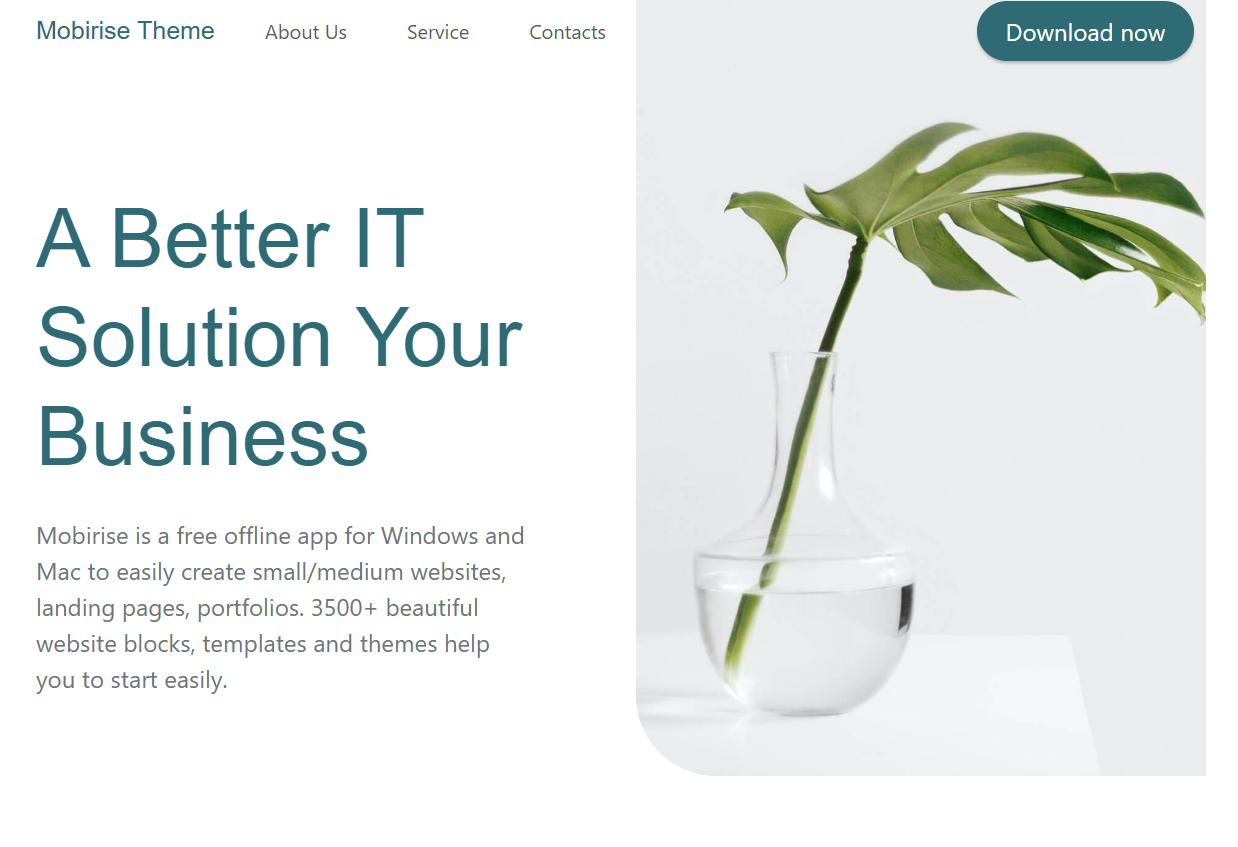 Mobirise Theme About Us Service Contacts Download now
A Better IT
Solution Your
Business
Mobirise is a free offline app for Windows and
Mac to easily create small/medium websites,
landing pages, portfolios. 3500+ beautiful
website blocks, templates and themes help
you to start easily.